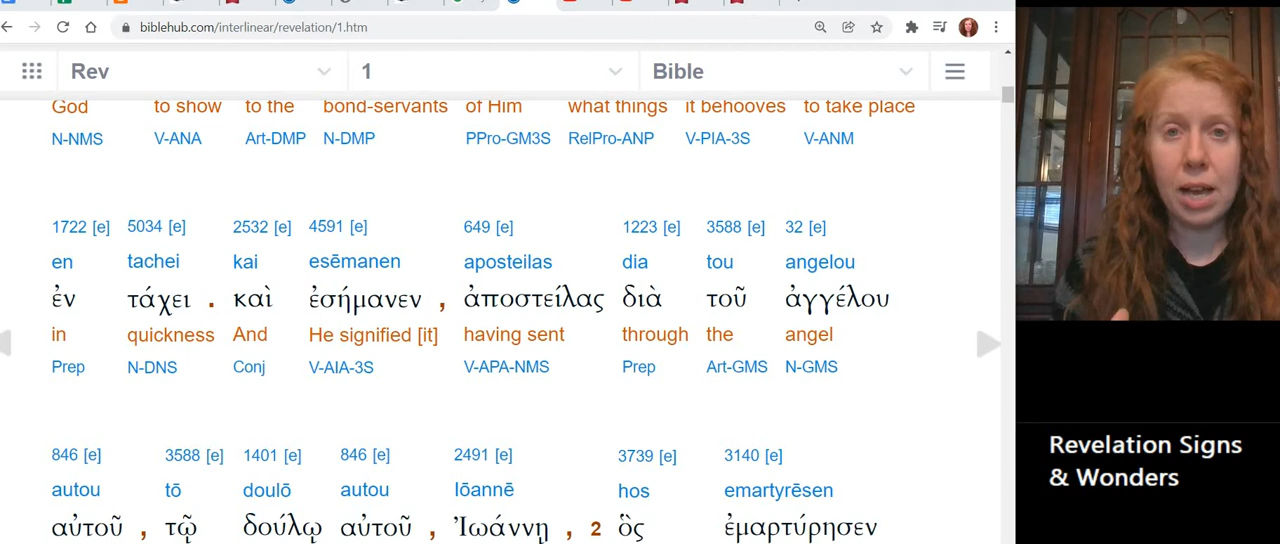 biblehub.com/interlinear/revelation/1.htm
Rev 1 Bible
God to show to the bond-servants of Him what things it behooves to take place
N-NMS V-ANA Art-DMP N-DMP PPro-GM3S RelPro-ANP V-PIA-3S V-ANM
1722 [e] 5034 [e] 2532 [e] 4591 [e] 649 [e] 1223 [e] 3588 [e] 32 [e]
en tachei kai esēmanen aposteilas dia tou angelou
ἐν τάχει . καὶ ἐσήμανεν , ἀποστείλας διὰ τοῦ ἀγγέλου
in quickness And He signified [it] having sent through the angel
Prep N-DNS Conj V-AIA-3S V-APA-NMS Prep Art-GMS N-GMS
846 [e] 3588 [e] 1401 [e] 846 [e] 2491 [e] 3739 [e] 3140 [e]
autou tō doulō autou Iōannē hos emartyrēsen
αὐτοῦ , τῷ δούλῳ αὐτοῦ , Ἰωάννῃ , 2 ὃς ἐμαρτύρησεν
Revelation Signs
& Wonders